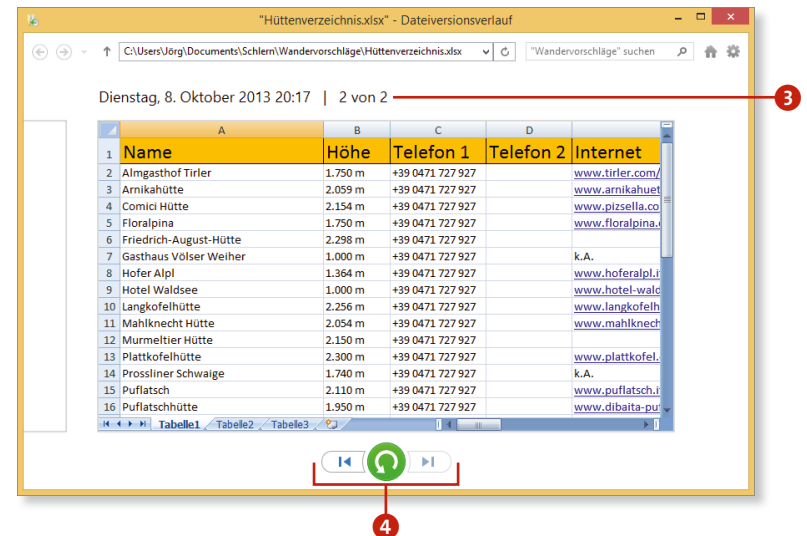 "Hüttenverzeichnis.xlsx" - Dateiversionsverlauf
C:\Users\Jörg\Documents\Schlern\Wandervorschläge\Hüttenverzeichnis.xlsx "Wandervorschläge" suchen
Dienstag, 8. Oktober 2013 20:17 | 2 von 2
3
A B C D
1 Name Höhe Telefon 1 Telefon 2 Internet
2 Almgasthof Tirler 1.750 m +39 0471 727 927 www.tirler.com/
3 Arnikahütte 2.059 m +39 0471 727 927 www.arnikahuet
4 Comici Hütte 2.154 m +39 0471 727 927 www.pizsella.co
5 Floralpina 1.750 m +39 0471 727 927 www.floralpina.
6 Friedrich-August-Hütte 2.298 m +39 0471 727 927
7 Gasthaus Völser Weiher 1.000 m +39 0471 727 927 k.A.
8 Hofer Alpl 1.364 m +39 0471 727 927 www.hoferalpl.i
9 Hotel Waldsee 1.000 m +39 0471 727 927 www.hotel-wald
10 Langkofelhütte 2.256 m +39 0471 727 927 www.langkofelh
11 Mahlknecht Hütte 2.054 m +39 0471 727 927 www.mahlknech
12 Murmeltier Hütte 2.150 m +39 0471 727 927
13 Plattkofelhütte 2.300 m +39 0471 727 927 www.plattkofel.
14 Prossliner Schwaige 1.740 m +39 0471 727 927 k.A.
15 Puflatsch 2.110 m +39 0471 727 927 www.puflatsch.i
16 Puflatschhütte 1.950 m +39 0471 727 927 www.dibaita-pu
Tabelle1 Tabelle2 Tabelle3
4